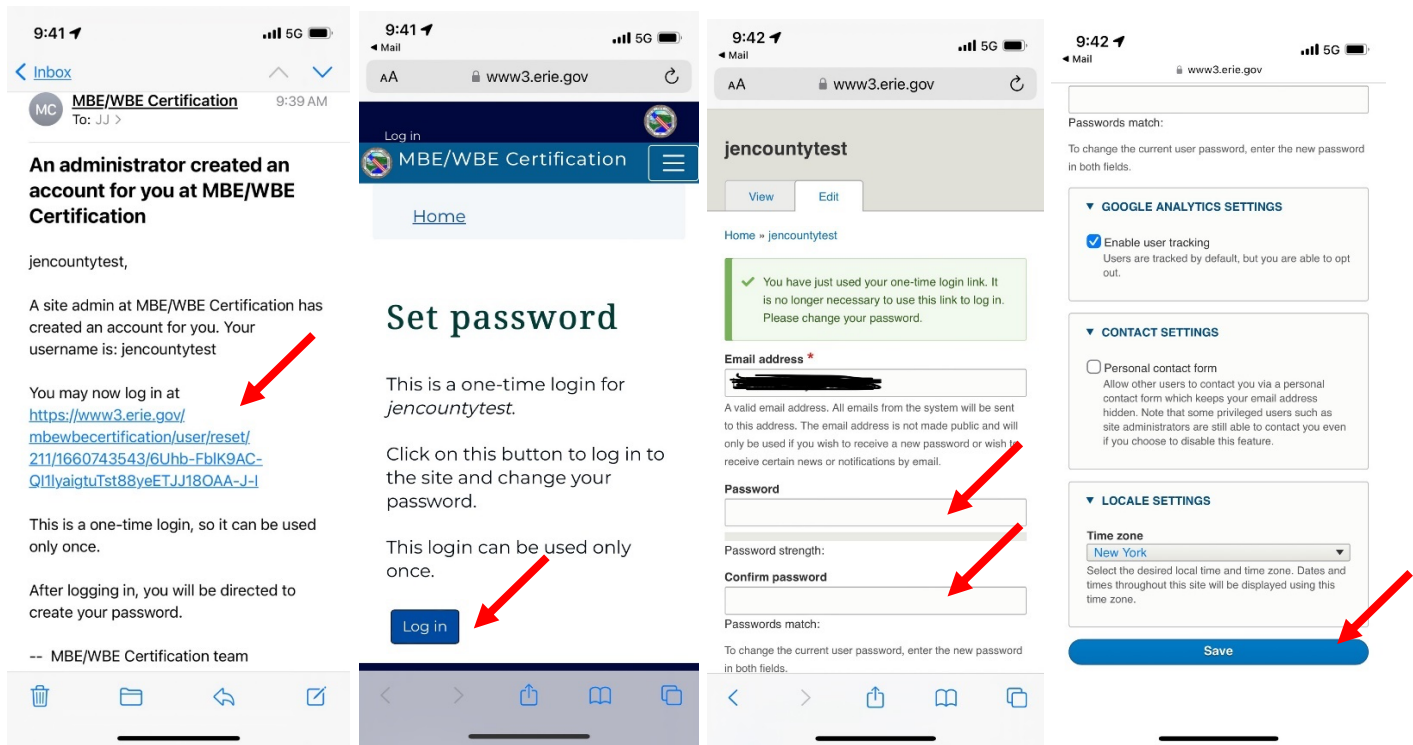 9:41
5G
Inbox
MC
MBE/WBE Certification
9:39 AM
To: JJ >
An administrator created an
account for you at MBE/WBE
Certification
jencountytest,
A site admin at MBE/WBE Certification has
created an account for you. Your
username is: jencountytest
You may now log in at
https://www3.erie.gov/
mbewbecertification/user/reset/
211/1660743543/6Uhb-FblK9AC-
QI1lyaigtuTst88yeETJJ18OAA-J-I
This is a one-time login, so it can be used
only once.
After logging in, you will be directed to
create your password.
-- MBE/WBE Certification team
9:41
5G
◀ Mail
AA
www3.erie.gov
Log in
MBE/WBE Certification
Home
Set password
This is a one-time login for
jencountytest.
Click on this button to log in to
the site and change your
password.
This login can be used only
once.
Log in
9:42
5G
◀ Mail
AA
www3.erie.gov
jencountytest
View
Edit
Home » jencountytest
You have just used your one-time login link. It
is no longer necessary to use this link to log in.
Please change your password.
Email address *
A valid email address. All emails from the system will be sent
to this address. The email address is not made public and will
only be used if you wish to receive a new password or wish to
receive certain news or notifications by email.
Password
Password strength:
Confirm password
Passwords match:
To change the current user password, enter the new password
in both fields.
9:42
5G
◀ Mail
www3.erie.gov
Passwords match:
To change the current user password, enter the new password
in both fields.
▼ GOOGLE ANALYTICS SETTINGS
Enable user tracking
Users are tracked by default, but you are able to opt
out.
▼ CONTACT SETTINGS
Personal contact form
Allow other users to contact you via a personal
contact form which keeps your email address
hidden. Note that some privileged users such as
site administrators are still able to contact you even
if you choose to disable this feature.
▼ LOCALE SETTINGS
Time zone
New York
Select the desired local time and time zone. Dates and
times throughout this site will be displayed using this
time zone.
Save